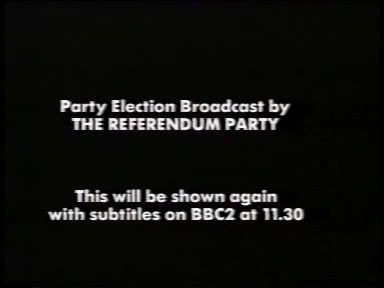 Party Election Broadcast by
THE REFERENDUM PARTY
This will be shown again
with subtitles on BBC2 at 11.30